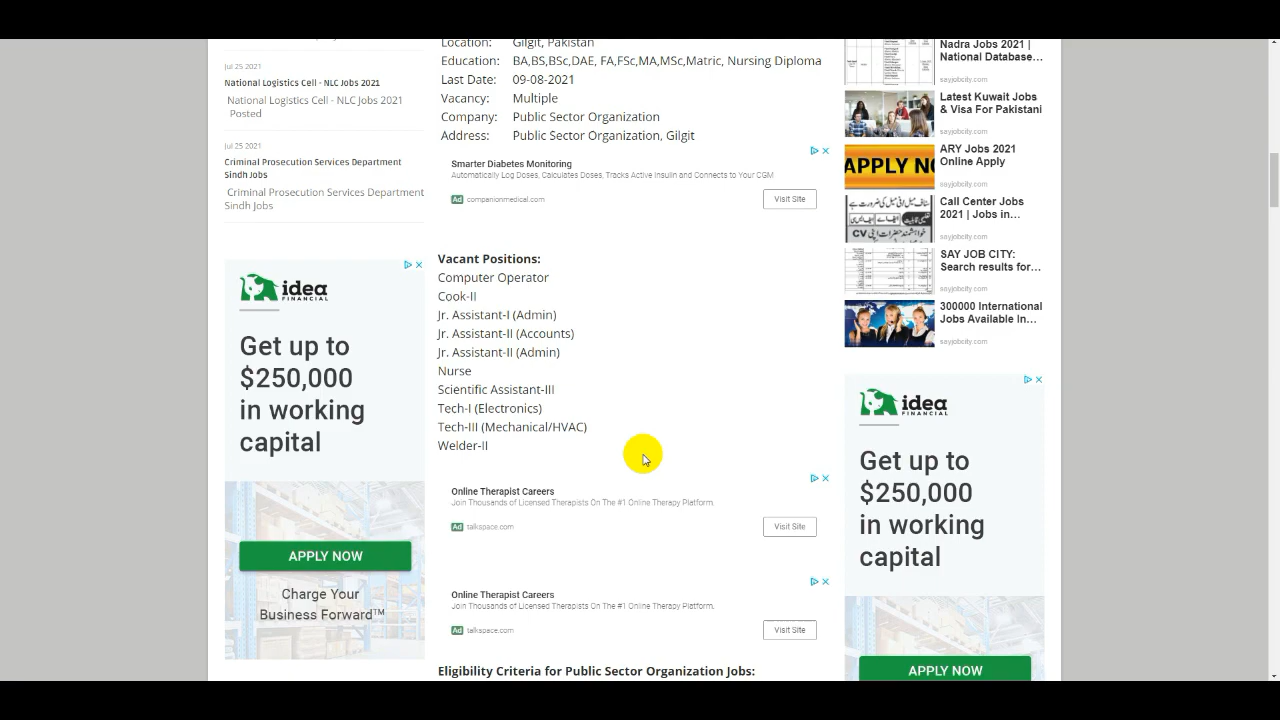 Jul 25 2021
National Logistics Cell - NLC Jobs 2021
National Logistics Cell - NLC Jobs 2021
Posted
Jul 25 2021
Criminal Prosecution Services Department
Sindh Jobs
Criminal Prosecution Services Department
Sindh Jobs
idea
FINANCIAL
Get up to
$250,000
in working
capital
APPLY NOW
Charge Your
Business Forward™
Location: Gilgit, Pakistan
Education: BA,BS,BSc,DAE, FA,FSc,MA,MSc,Matric, Nursing Diploma
Last Date: 09-08-2021
Vacancy: Multiple
Company: Public Sector Organization
Address: Public Sector Organization, Gilgit
Smarter Diabetes Monitoring
Automatically Log Doses, Calculates Doses, Tracks Active Insulin and Connects to Your CGM
Ad companionmedical.com
Visit Site
Vacant Positions:
Computer Operator
Cook-II
Jr. Assistant-I (Admin)
Jr. Assistant-II (Accounts)
Jr. Assistant-II (Admin)
Nurse
Scientific Assistant-III
Tech-I (Electronics)
Tech-III (Mechanical/HVAC)
Welder-II
Online Therapist Careers
Join Thousands of Licensed Therapists On The #1 Online Therapy Platform.
Ad talkspace.com
Visit Site
Online Therapist Careers
Join Thousands of Licensed Therapists On The #1 Online Therapy Platform.
Ad talkspace.com
Visit Site
Eligibility Criteria for Public Sector Organization Jobs:
Nadra Jobs 2021 |
National Database...
sayjobcity.com
Latest Kuwait Jobs
& Visa For Pakistani
sayjobcity.com
APPLY N
ARY Jobs 2021
Online Apply
sayjobcity.com
CV
Call Center Jobs
2021 | Jobs in...
sayjobcity.com
SAY JOB CITY:
Search results for...
sayjobcity.com
300000 International
Jobs Available In...
sayjobcity.com
idea
FINANCIAL
Get up to
$250,000
in working
capital
APPLY NOW